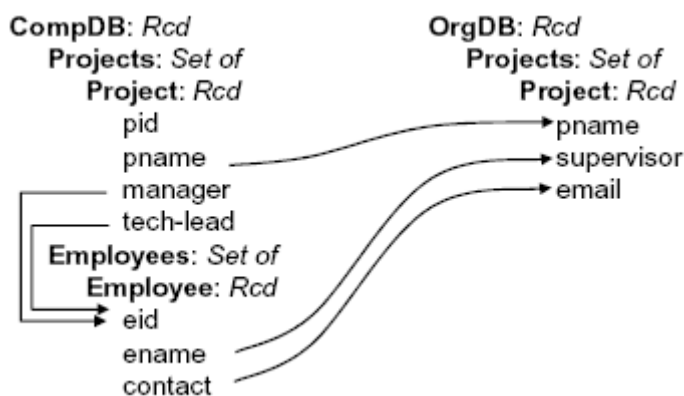 CompDB: Rcd
Projects: Set of
Project: Rcd
pid
pname
manager
tech-lead
Employees: Set of
Employee: Rcd
eid
ename
contact
OrgDB: Rcd
Projects: Set of
Project: Rcd
pname
supervisor
email